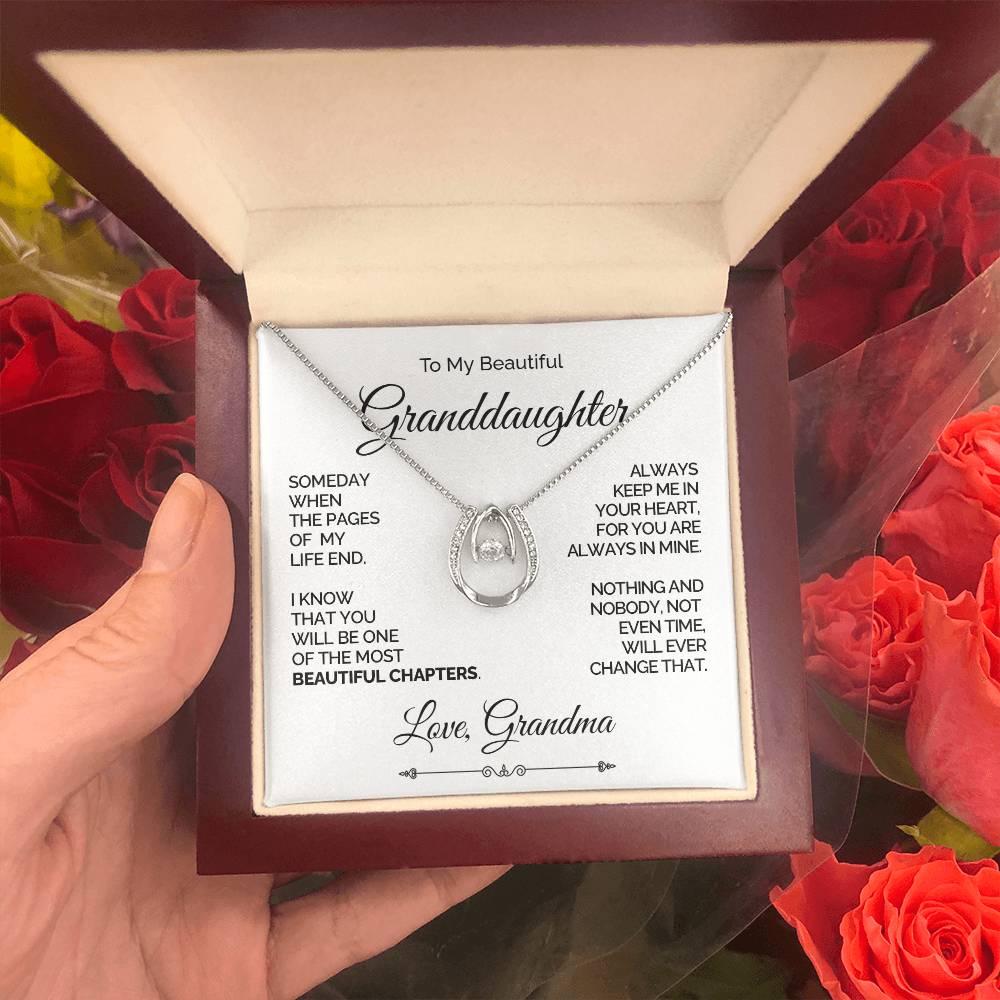 To My Beautiful
Granddaughter
SOMEDAY
WHEN
THE PAGES
OF MY
LIFE END.
I KNOW
THAT YOU
WILL BE ONE
OF THE MOST
BEAUTIFUL CHAPTERS.
ALWAYS
KEEP ME IN
YOUR HEART,
FOR YOU ARE
ALWAYS IN MINE.
NOTHING AND
NOBODY, NOT
EVEN TIME,
WILL EVER
CHANGE THAT.
Love, Grandma